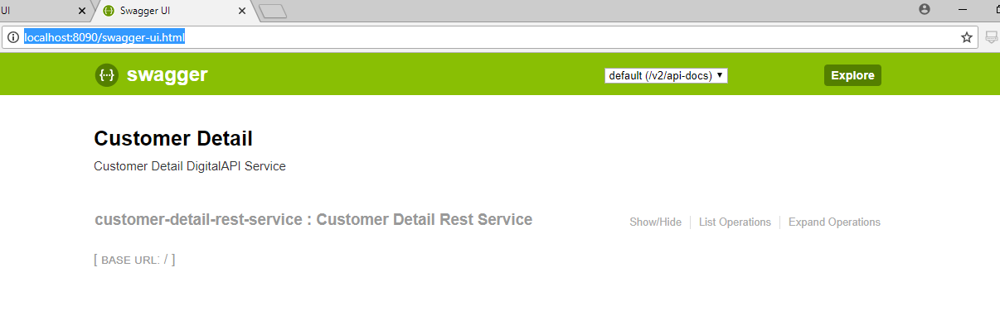 UI
Swagger UI
localhost:8090/swagger-ui.html
{··} swagger
default (/v2/api-docs)
Explore
Customer Detail
Customer Detail DigitalAPI Service
customer-detail-rest-service : Customer Detail Rest Service
Show/Hide
List Operations
Expand Operations
[ BASE URL: / ]